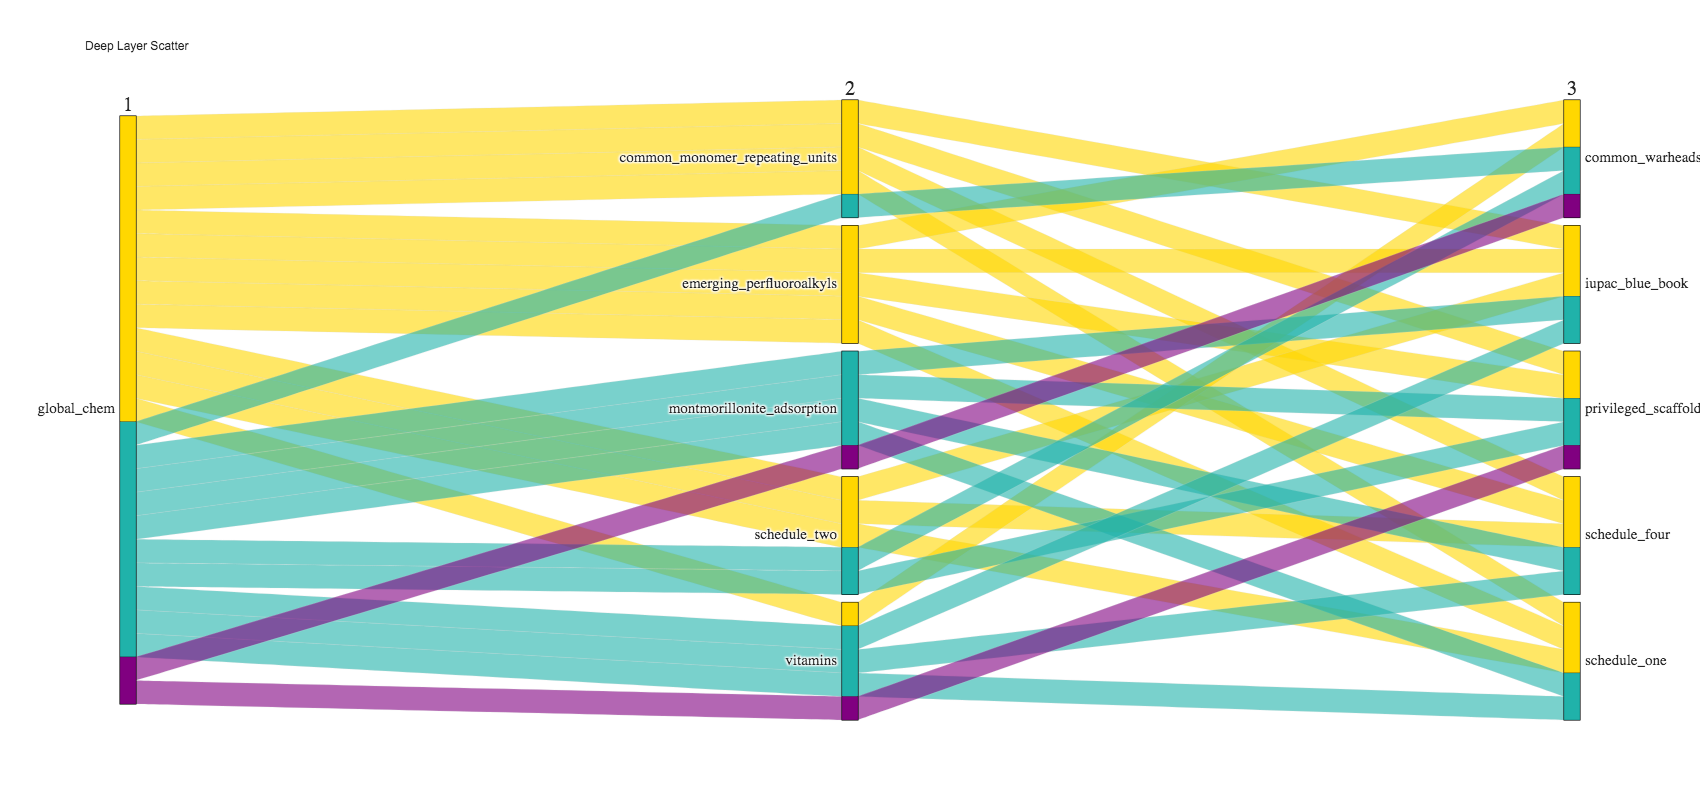 Deep Layer Scatter
1
2
3
global_chem
common_monomer_repeating_units
emerging_perfluoroalkyls
montmorillonite_adsorption
schedule_two
vitamins
common_warheads
iupac_blue_book
privileged_scaffold
schedule_four
schedule_one